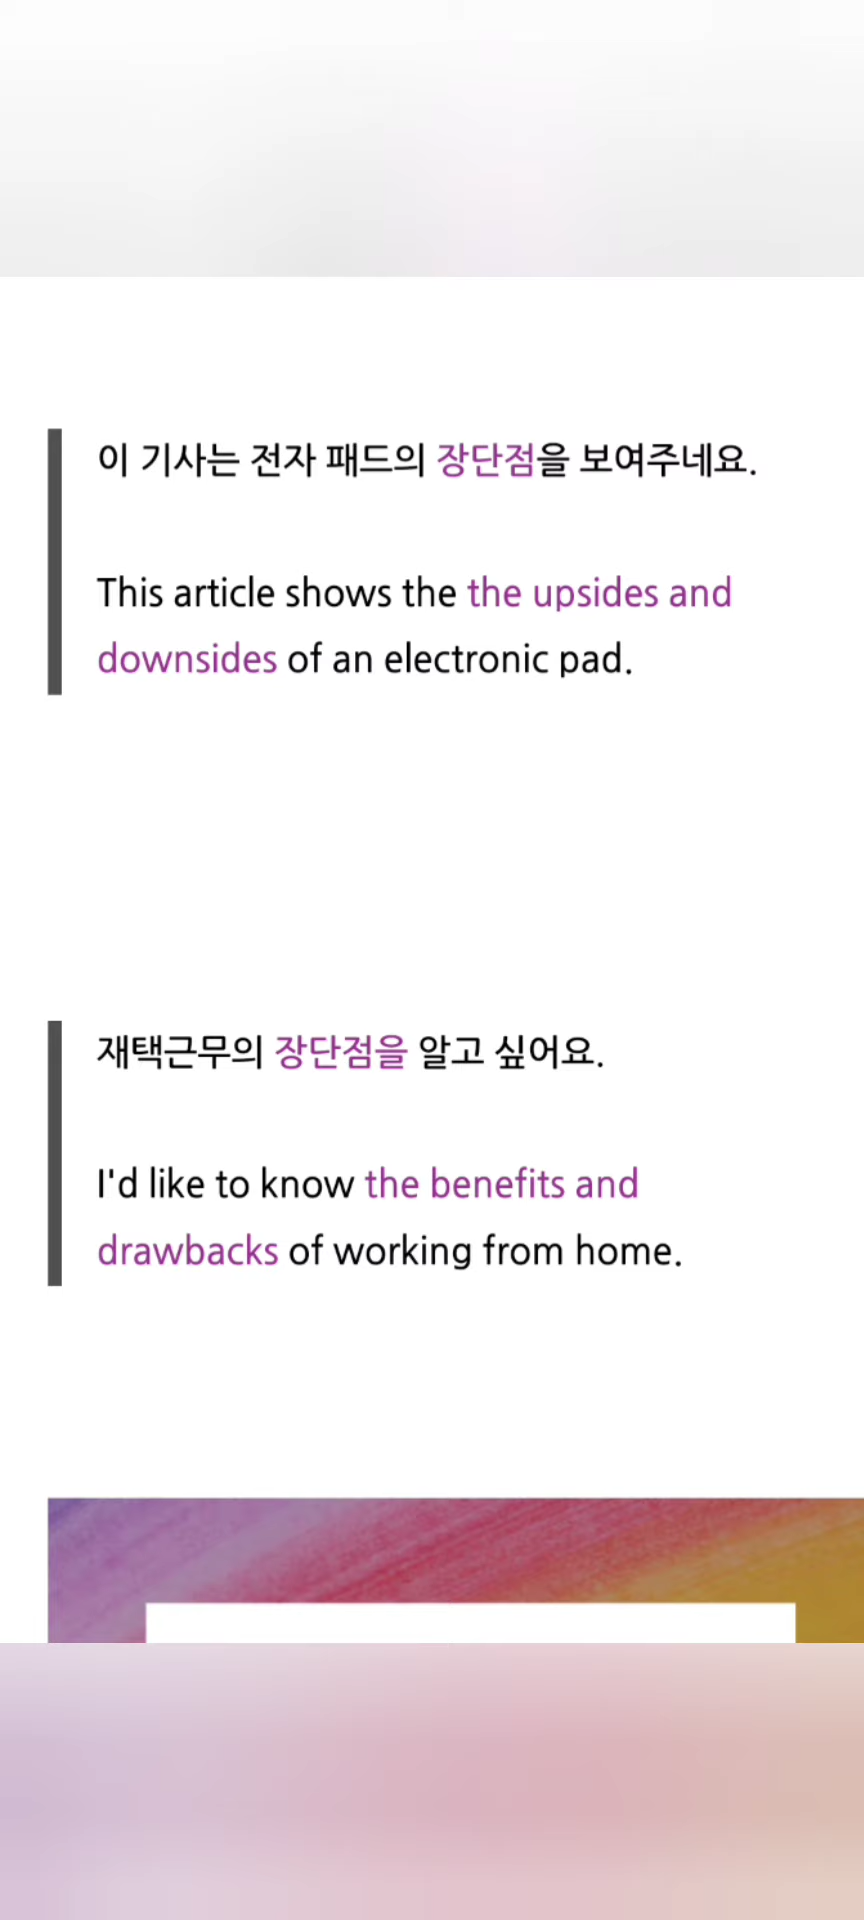 이 기사는 전자 패드의 장단점을 보여주네요.
This article shows the the upsides and
downsides of an electronic pad.
재택근무의 장단점을 알고 싶어요.
I'd like to know the benefits and
drawbacks of working from home.